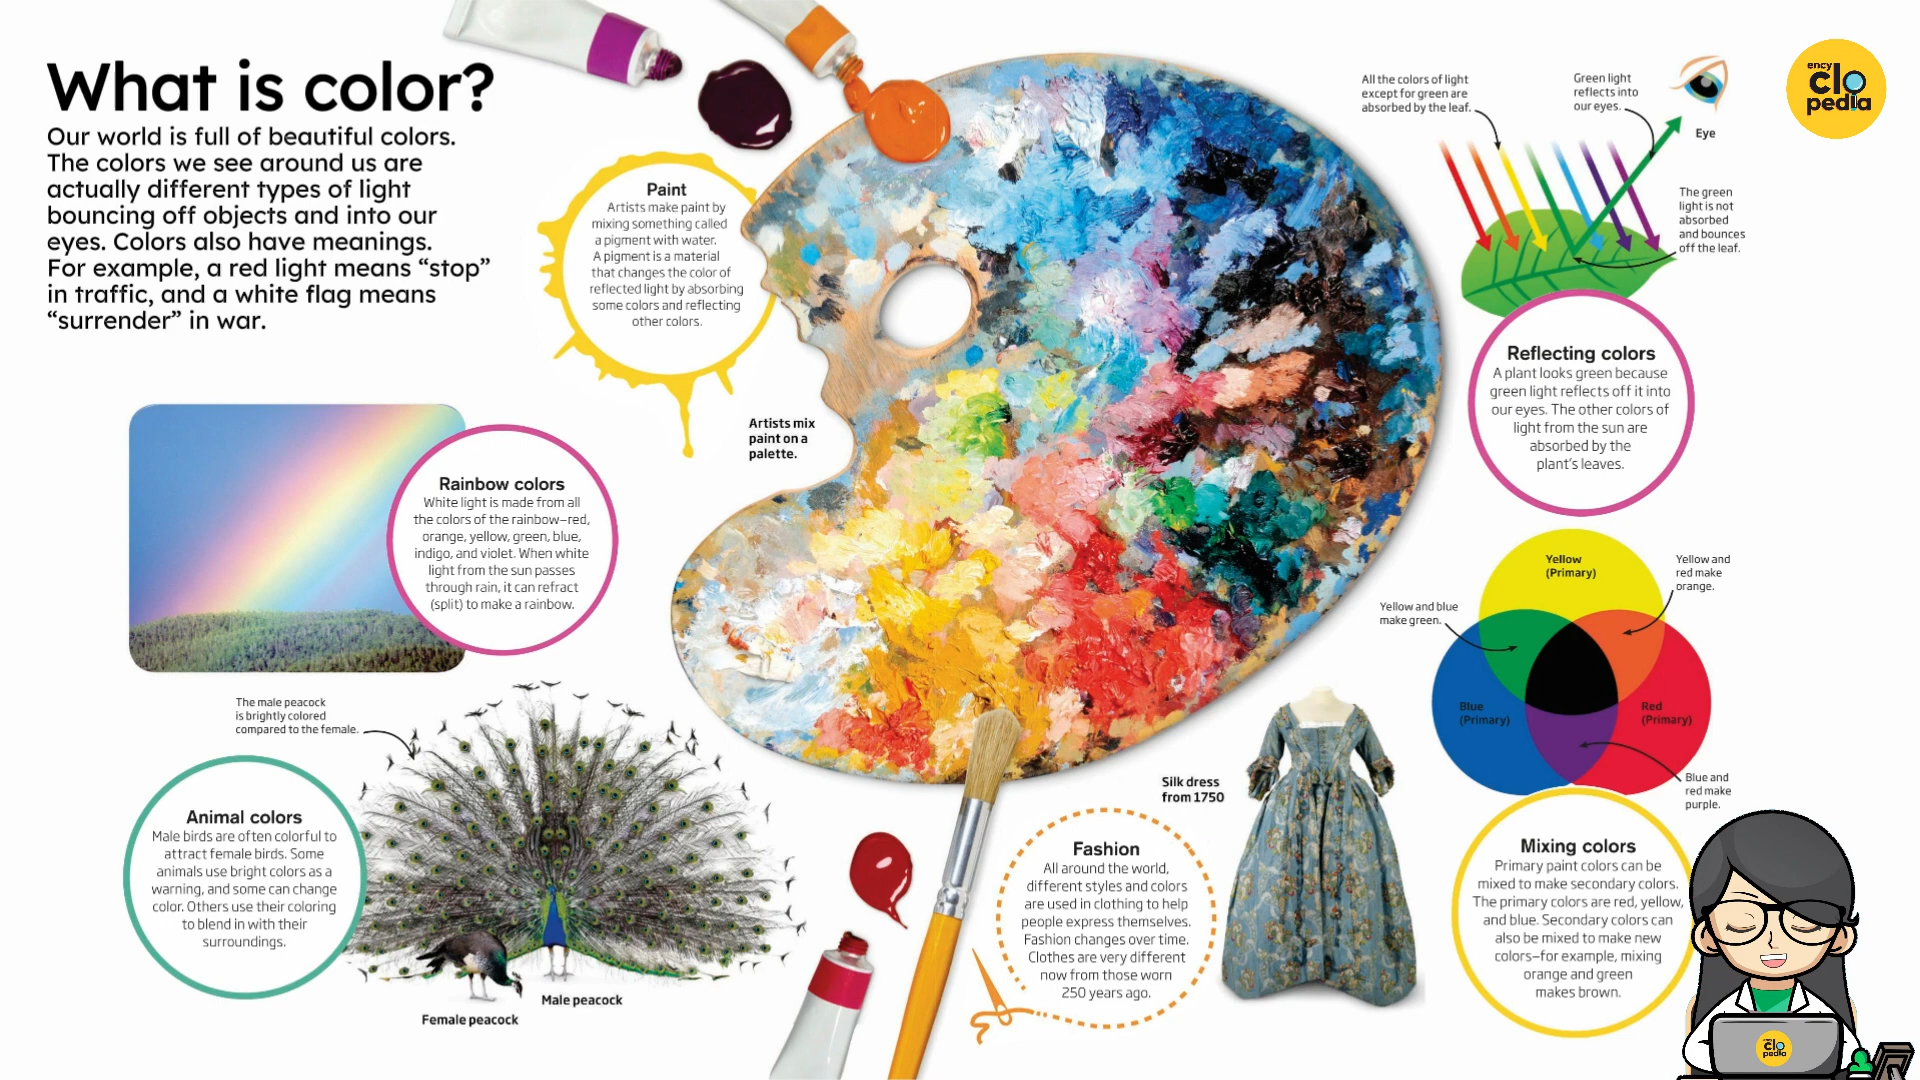 What is color?
Our world is full of beautiful colors.
The colors we see around us are
actually different types of light
bouncing off objects and into our
eyes. Colors also have meanings.
For example, a red light means “stop”
in traffic, and a white flag means
“surrender” in war.
Paint
Artists make paint by
mixing something called
a pigment with water.
A pigment is a material
that changes the color of
reflected light by absorbing
some colors and reflecting
other colors.
Artists mix
paint on a
palette.
All the colors of light
except for green are
absorbed by the leaf.
Green light
reflects into
our eyes.
Eye
The green
light is not
absorbed
and bounces
off the leaf.
ency
clo
pedia
Reflecting colors
A plant looks green because
green light reflects off it into
our eyes. The other colors of
light from the sun are
absorbed by the
plant’s leaves.
Rainbow colors
White light is made from all
the colors of the rainbow–red,
orange, yellow, green, blue,
indigo, and violet. When white
light from the sun passes
through rain, it can refract
(split) to make a rainbow.
Yellow
(Primary)
Yellow and
red make
orange.
Yellow and blue
make green.
Blue
(Primary)
Red
(Primary)
Blue and
red make
purple.
The male peacock
is brightly colored
compared to the female.
Animal colors
Male birds are often colorful to
attract female birds. Some
animals use bright colors as a
warning, and some can change
color. Others use their coloring
to blend in with their
surroundings.
Male peacock
Female peacock
Silk dress
from 1750
Fashion
All around the world,
different styles and colors
are used in clothing to help
people express themselves.
Fashion changes over time.
Clothes are very different
now from those worn
250 years ago.
Mixing colors
Primary paint colors can be
mixed to make secondary colors.
The primary colors are red, yellow,
and blue. Secondary colors can
also be mixed to make new
colors–for example, mixing
orange and green
makes brown.
ency
clo
pedia